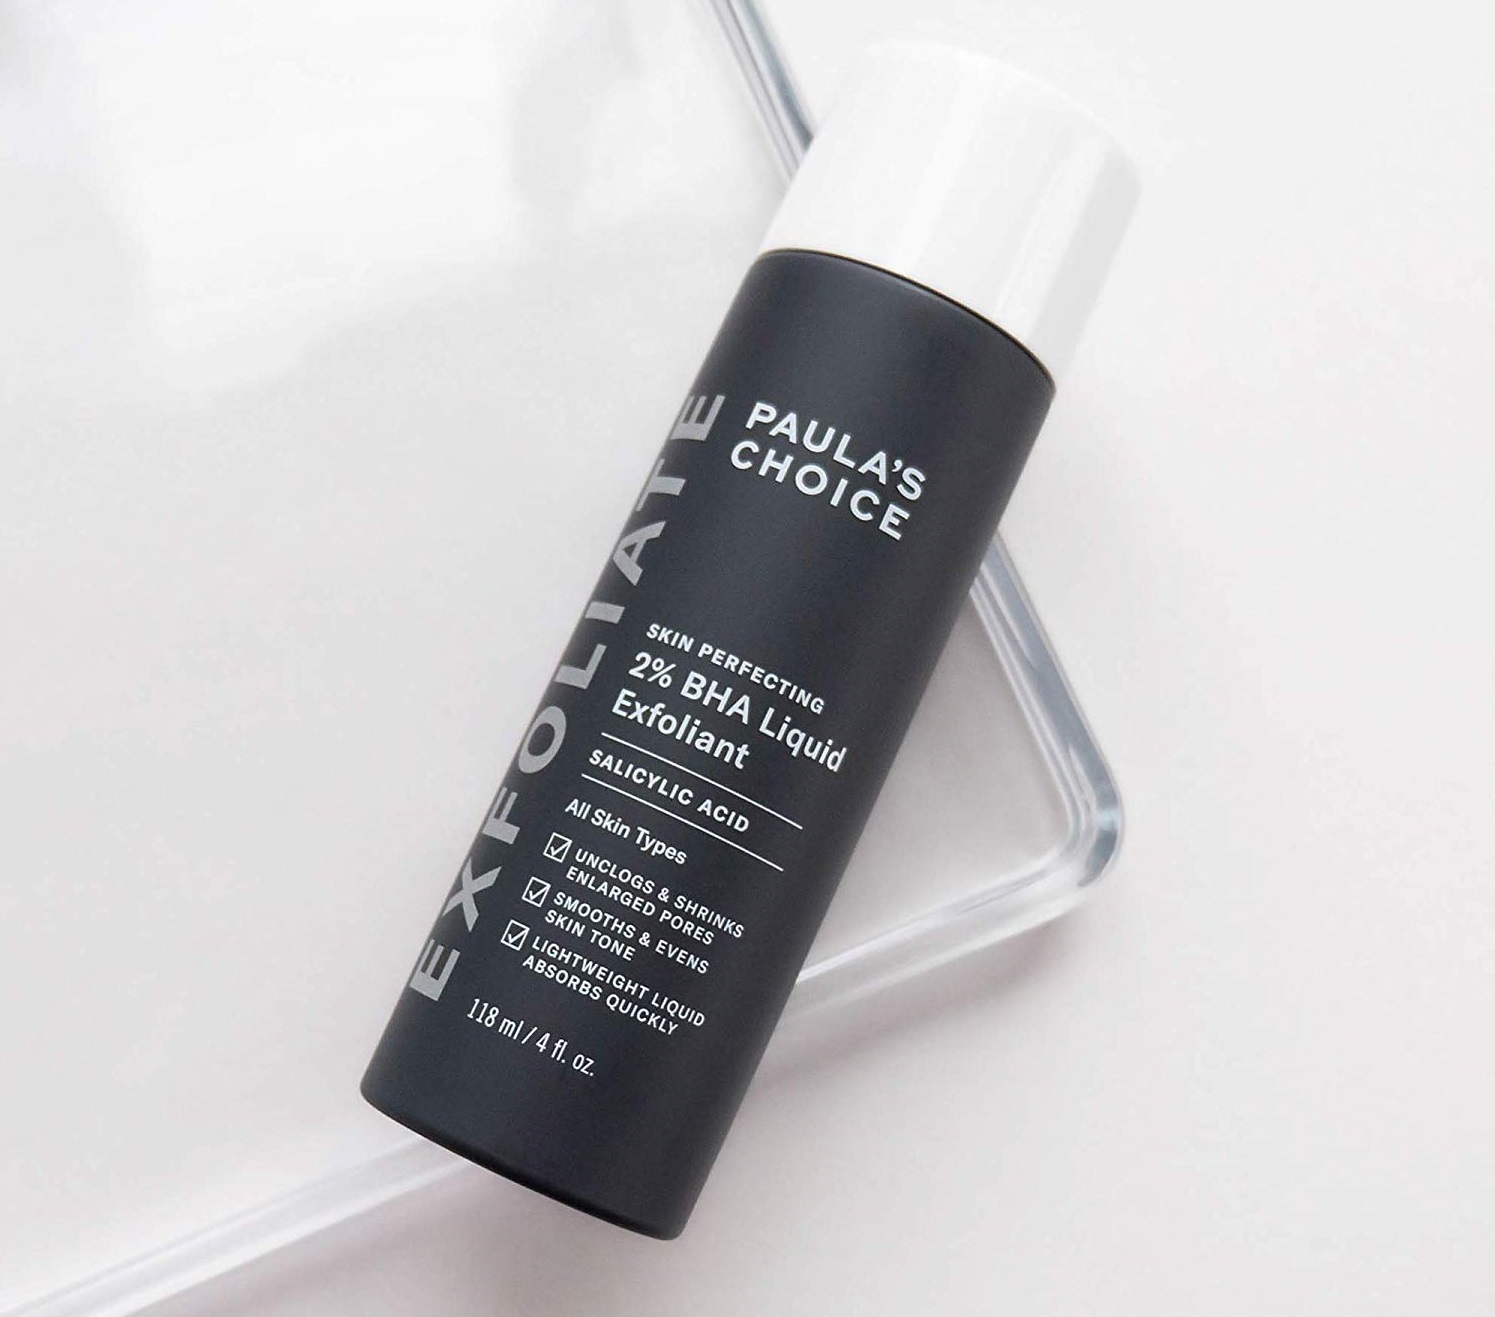 EXFOLIATE
PAULA'S
CHOICE
SKIN PERFECTING
2% BHA Liquid
Exfoliant
SALICYLIC ACID
All Skin Types
UNCLOGS & SHRINKS
ENLARGED PORES
SMOOTHS & EVENS
SKIN TONE
LIGHTWEIGHT LIQUID
ABSORBS QUICKLY
118 ml / 4 fl. oz.